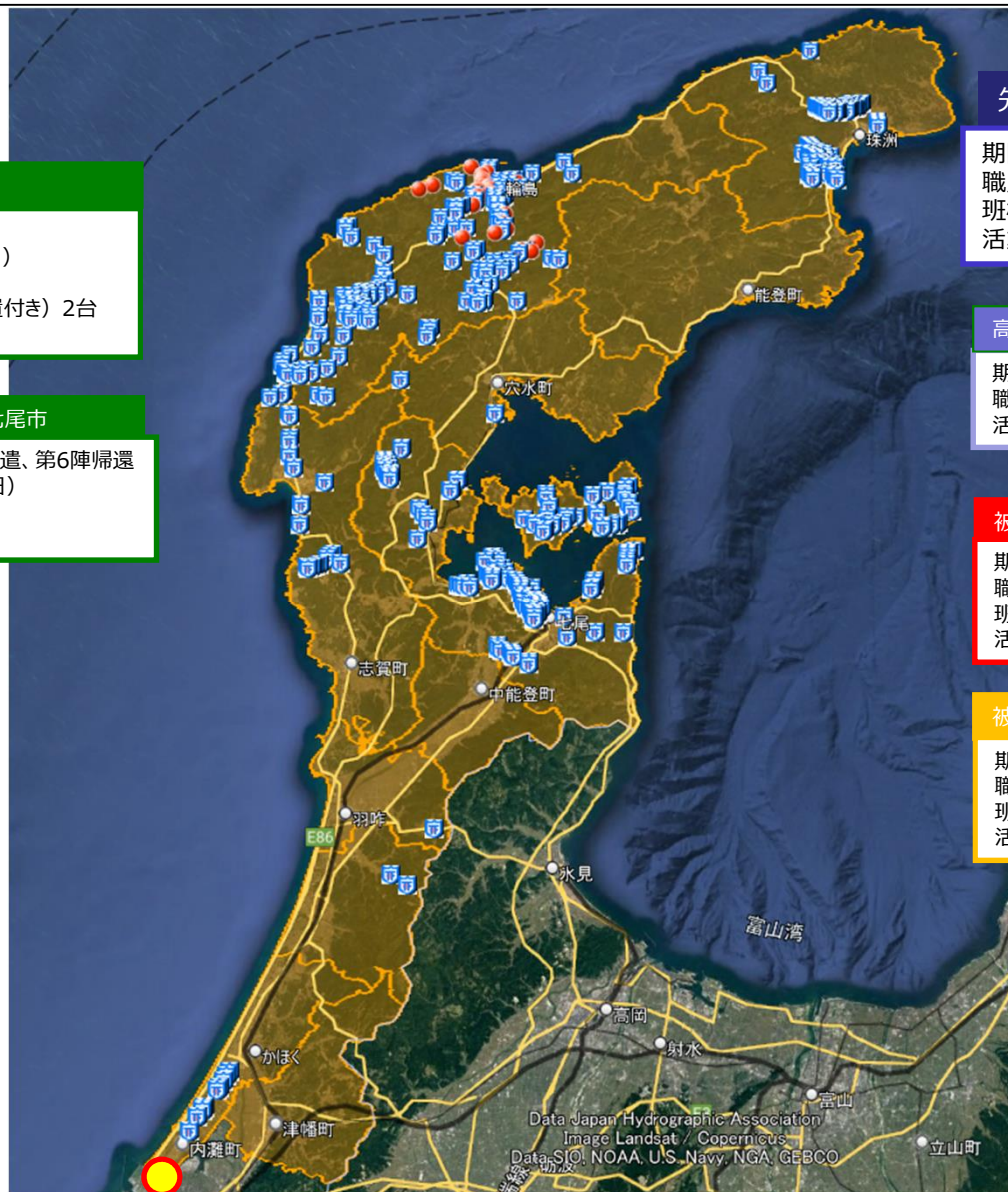 付き）2台
）
七尾市
遣、第6陣帰還
日）
先
期
職
班
活
高
期
職
活
被
期
職
班
活
被
期
職
班
活
珠洲
輪島
能登町
穴水町
七尾
志賀町
中能登町
羽咋
E86
氷見
富山湾
高岡
射水
かほく
富山
津幡町
内灘町
立山町
Data Japan Hydrographic Association
Image Landsat / Copernicus
Data SIO, NOAA, U.S. Navy, NGA, GEBCO